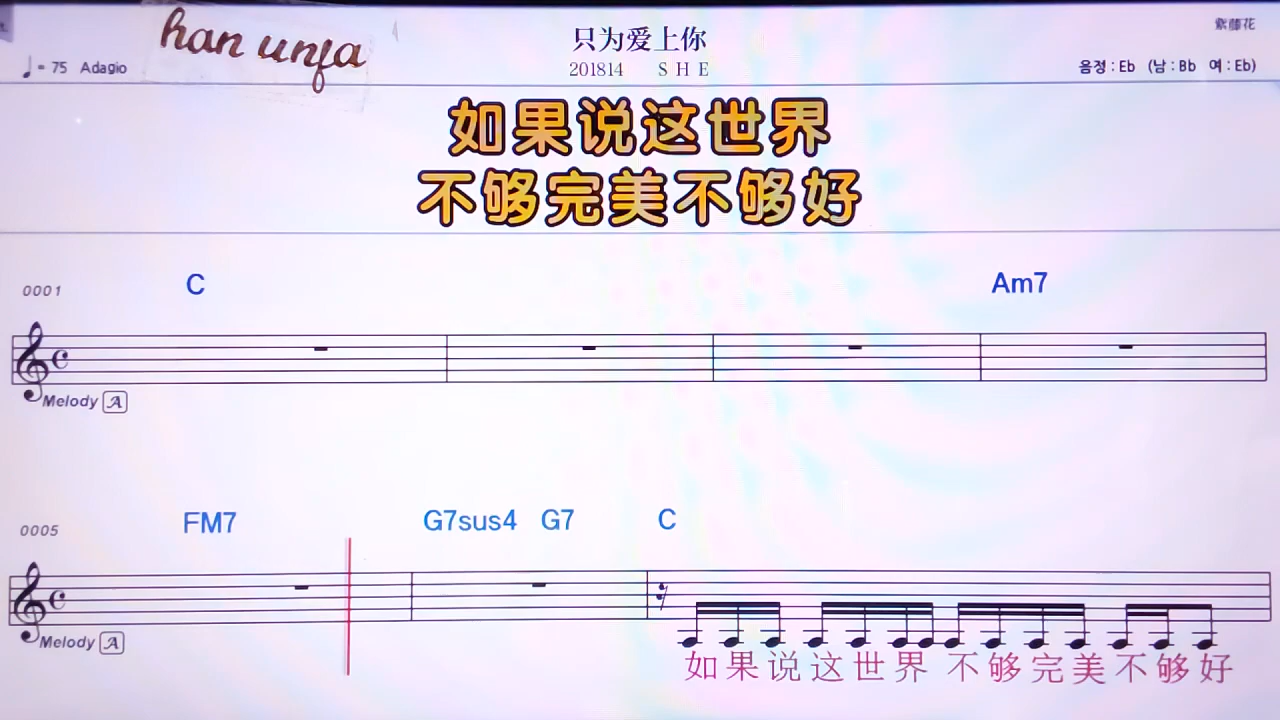 han unfa
只为爱上你
紫藤花
= 75 Adagio
201814 S H E
음정 : Eb (남 : Bb 여 : Eb)
如果说这世界
不够完美不够好
0001
C
Am7
Melody A
0005
FM7
G7sus4 G7
C
Melody A
如果说这世界 不够完美不够好